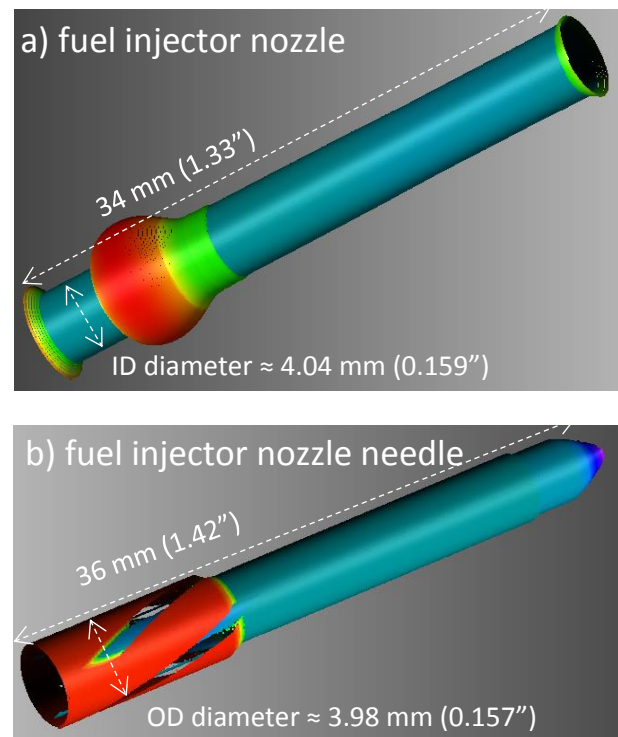 a) fuel injector nozzle
34 mm (1.33”)
ID diameter ≈ 4.04 mm (0.159”)
b) fuel injector nozzle needle
36 mm (1.42”)
OD diameter ≈ 3.98 mm (0.157”)